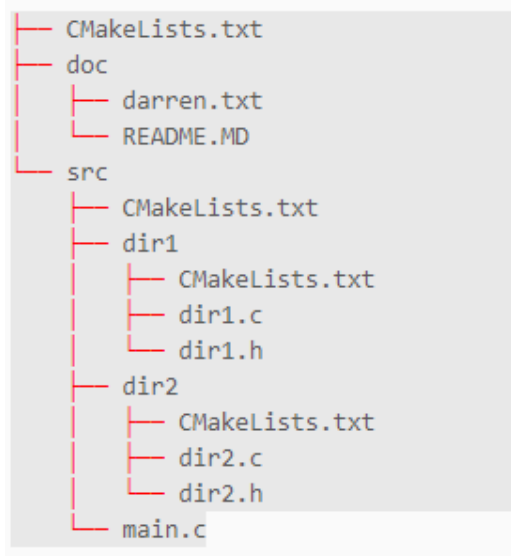 ├── CMakeLists.txt
├── doc
│   ├── darren.txt
│   └── README.MD
└── src
    ├── CMakeLists.txt
    ├── dir1
    │   ├── CMakeLists.txt
    │   ├── dir1.c
    │   └── dir1.h
    ├── dir2
    │   ├── CMakeLists.txt
    │   ├── dir2.c
    │   └── dir2.h
    └── main.c